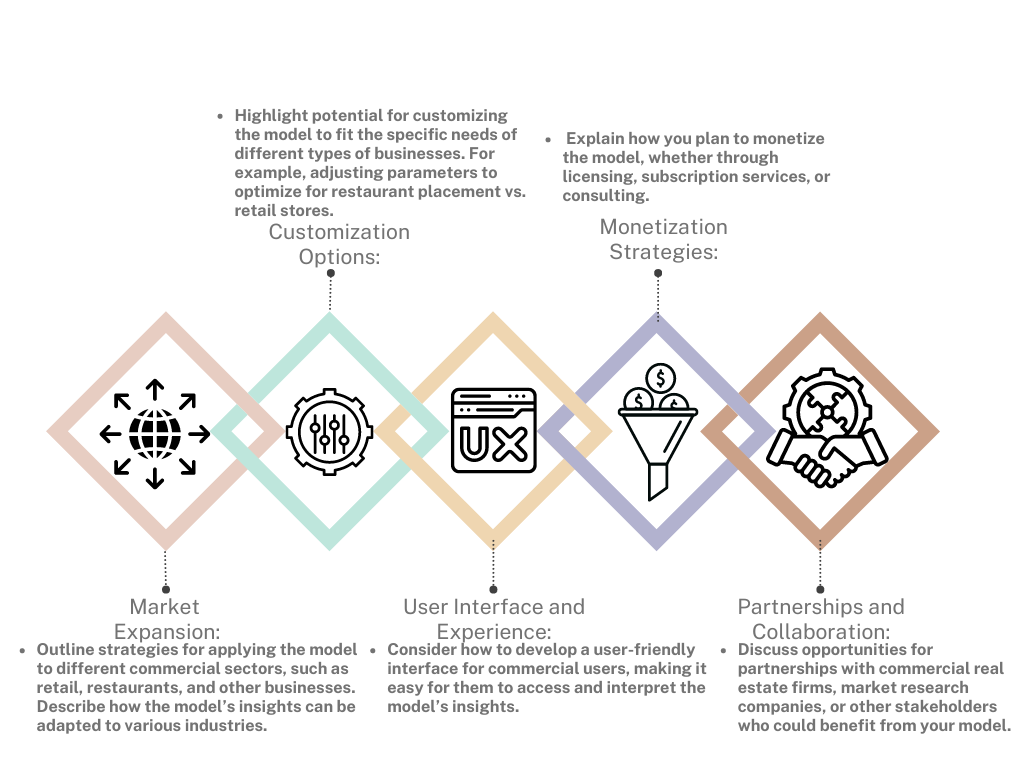 • Highlight potential for customizing
the model to fit the specific needs of
different types of businesses. For
example, adjusting parameters to
optimize for restaurant placement vs.
retail stores.
Customization
Options:
• Explain how you plan to monetize
the model, whether through
licensing, subscription services, or
consulting.
Monetization
Strategies:
$
$
$
UX
Market
Expansion:
• Outline strategies for applying the model
to different commercial sectors, such as
retail, restaurants, and other businesses.
Describe how the model’s insights can be
adapted to various industries.
User Interface and
Experience:
• Consider how to develop a user-friendly
interface for commercial users, making it
easy for them to access and interpret the
model’s insights.
Partnerships and
Collaboration:
• Discuss opportunities for
partnerships with commercial real
estate firms, market research
companies, or other stakeholders
who could benefit from your model.